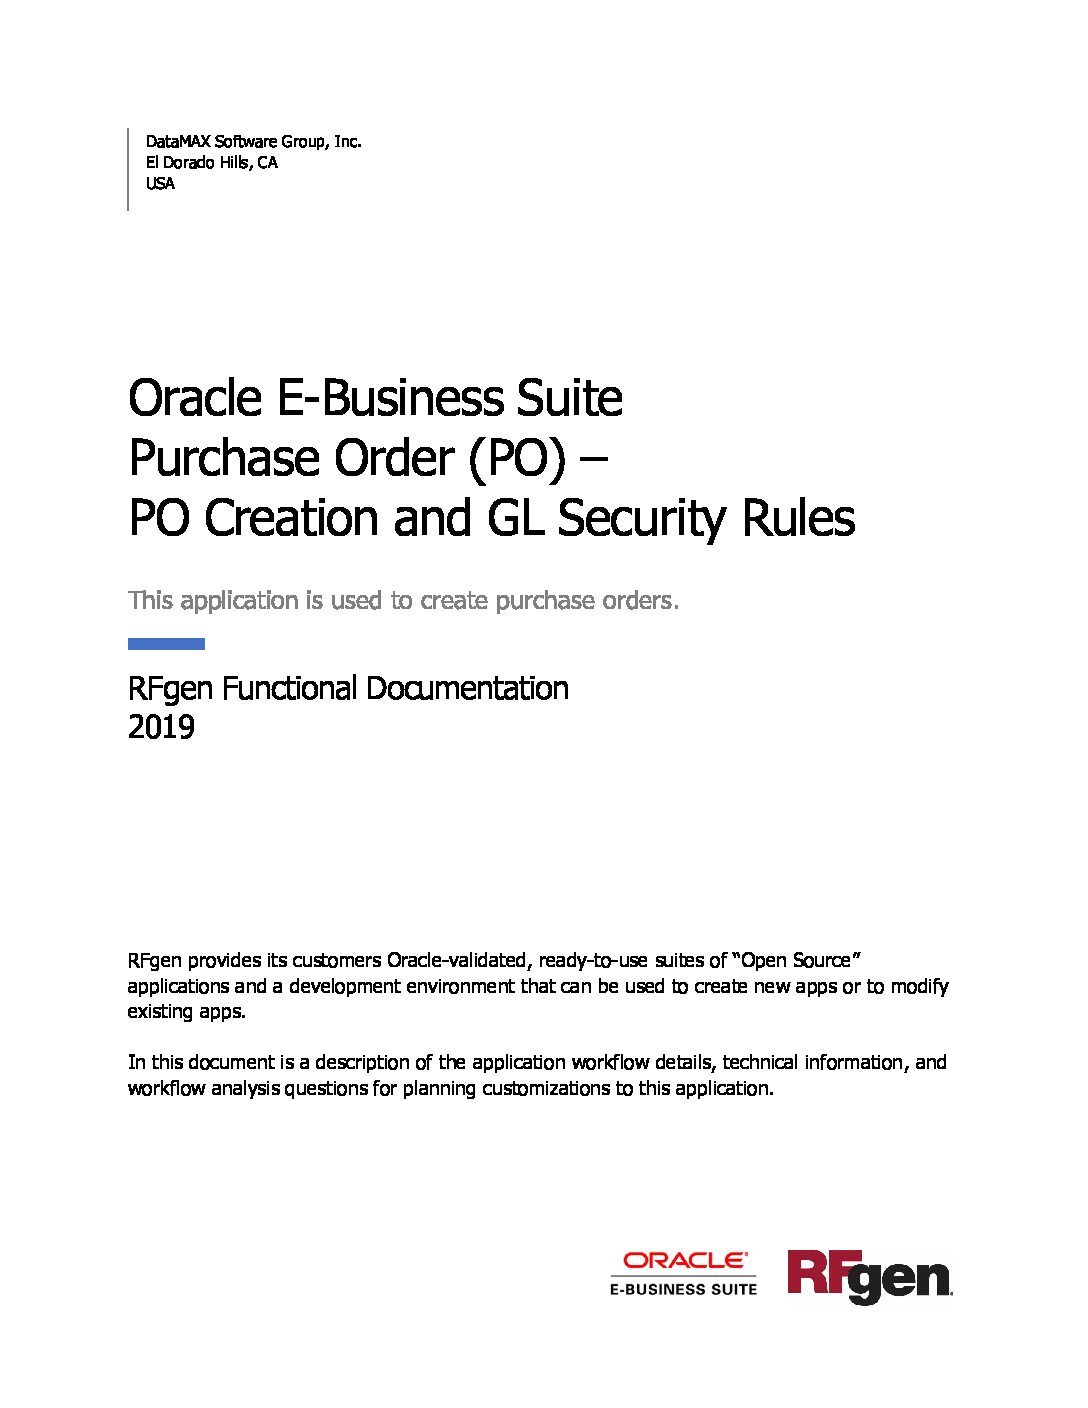 DataMAX Software Group, Inc.
El Dorado Hills, CA
USA
Oracle E-Business Suite
Purchase Order (PO) –
PO Creation and GL Security Rules
This application is used to create purchase orders.
RFgen Functional Documentation
2019
RFgen provides its customers Oracle-validated, ready-to-use suites of “Open Source”
applications and a development environment that can be used to create new apps or to modify
existing apps.
In this document is a description of the application workflow details, technical information, and
workflow analysis questions for planning customizations to this application.
ORACLE®
E-BUSINESS SUITE
RFgen®